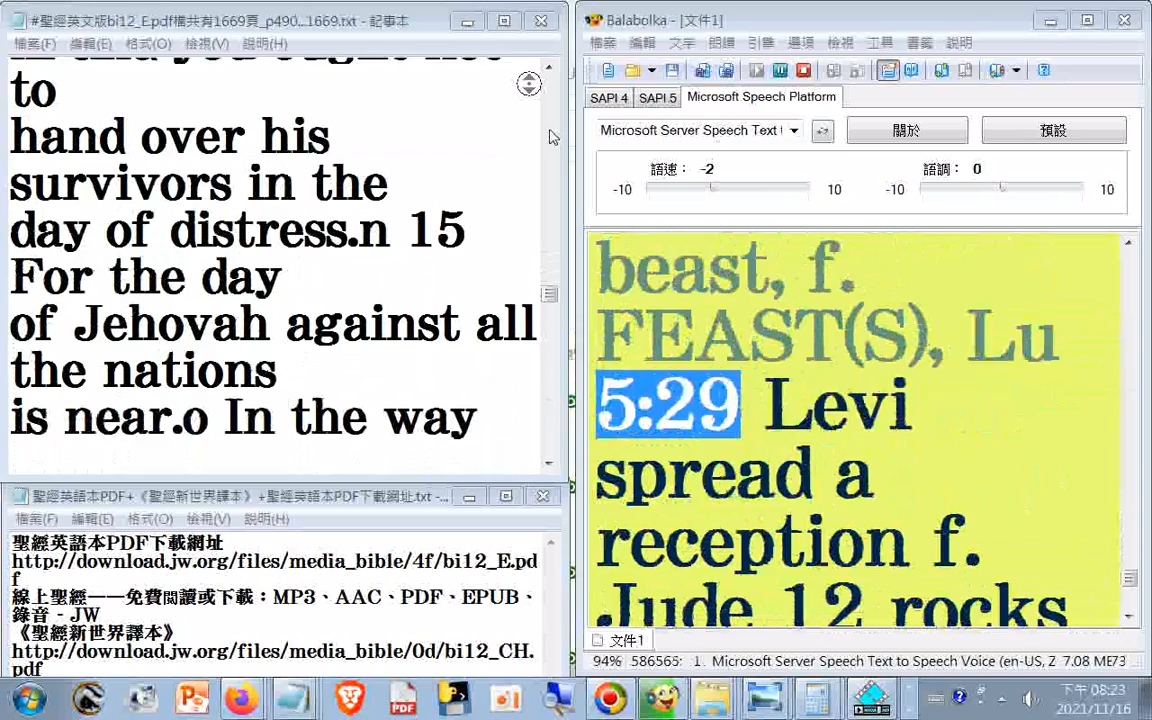 #聖經英文版bi12_E.pdf檔共有1669頁_p490...1669.txt - 記事本
檔案(F) 編輯(E) 格式(O) 檢視(V) 說明(H)
in and you ought not
to
hand over his
survivors in the
day of distress.n 15
For the day
of Jehovah against all
the nations
is near.o In the way
聖經英語本PDF+《聖經新世界譯本》+聖經英語本PDF下載網址.txt - ...
檔案(F) 編輯(E) 格式(O) 檢視(V) 說明(H)
聖經英語本PDF下載網址
http://download.jw.org/files/media_bible/4f/bi12_E.pd
f
線上聖經——免費閱讀或下載：MP3、AAC、PDF、EPUB、
錄音 - JW
《聖經新世界譯本》
http://download.jw.org/files/media_bible/0d/bi12_CH.
pdf
Balabolka - [文件1]
檔案 編輯 文字 朗讀 引擎 選項 檢視 工具 書籤 說明
SAPI 4 SAPI 5 Microsoft Speech Platform
Microsoft Server Speech Text 關於 預設
語速： -2 語調： 0
-10 10 -10 10
beast, f.
FEAST(S), Lu
5:29 Levi
spread a
reception f.
Jude 12 rocks
文件1
94% 586565: 1. Microsoft Server Speech Text to Speech Voice (en-US, Z 7.08 ME73
PDF
下午 08:23
2021/11/16